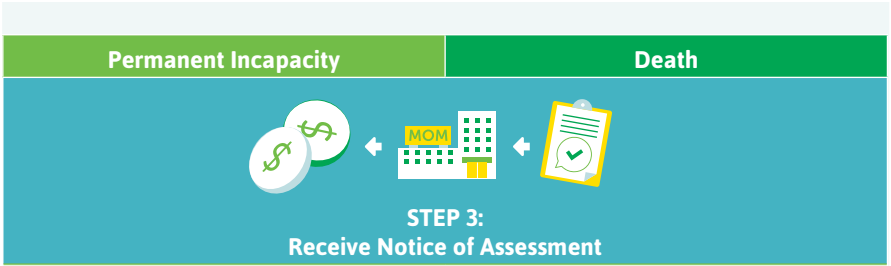 Permanent Incapacity
Death
MOM
STEP 3:
Receive Notice of Assessment